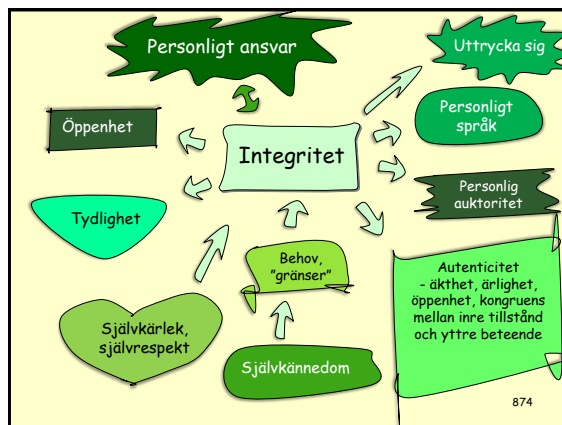 Personligt ansvar
Uttrycka sig
Öppenhet
Personligt
språk
Integritet
Personlig
auktoritet
Tydlighet
Behov,
"gränser"
Autenticitet
- äkthet, ärlighet,
öppenhet, kongruens
mellan inre tillstånd
och yttre beteende
Självkärlek,
självrespekt
Självkännedom
874